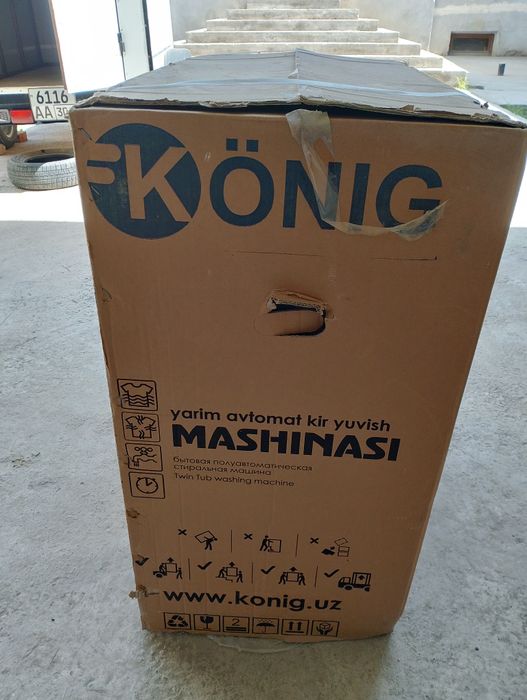 6116
AA 30
K
KÖNIG
yarim avtomat kir yuvish
MASHINASI
бытовая полуавтоматическая
стиральная машина
Twin Tub washing machine
www.konig.uz
2